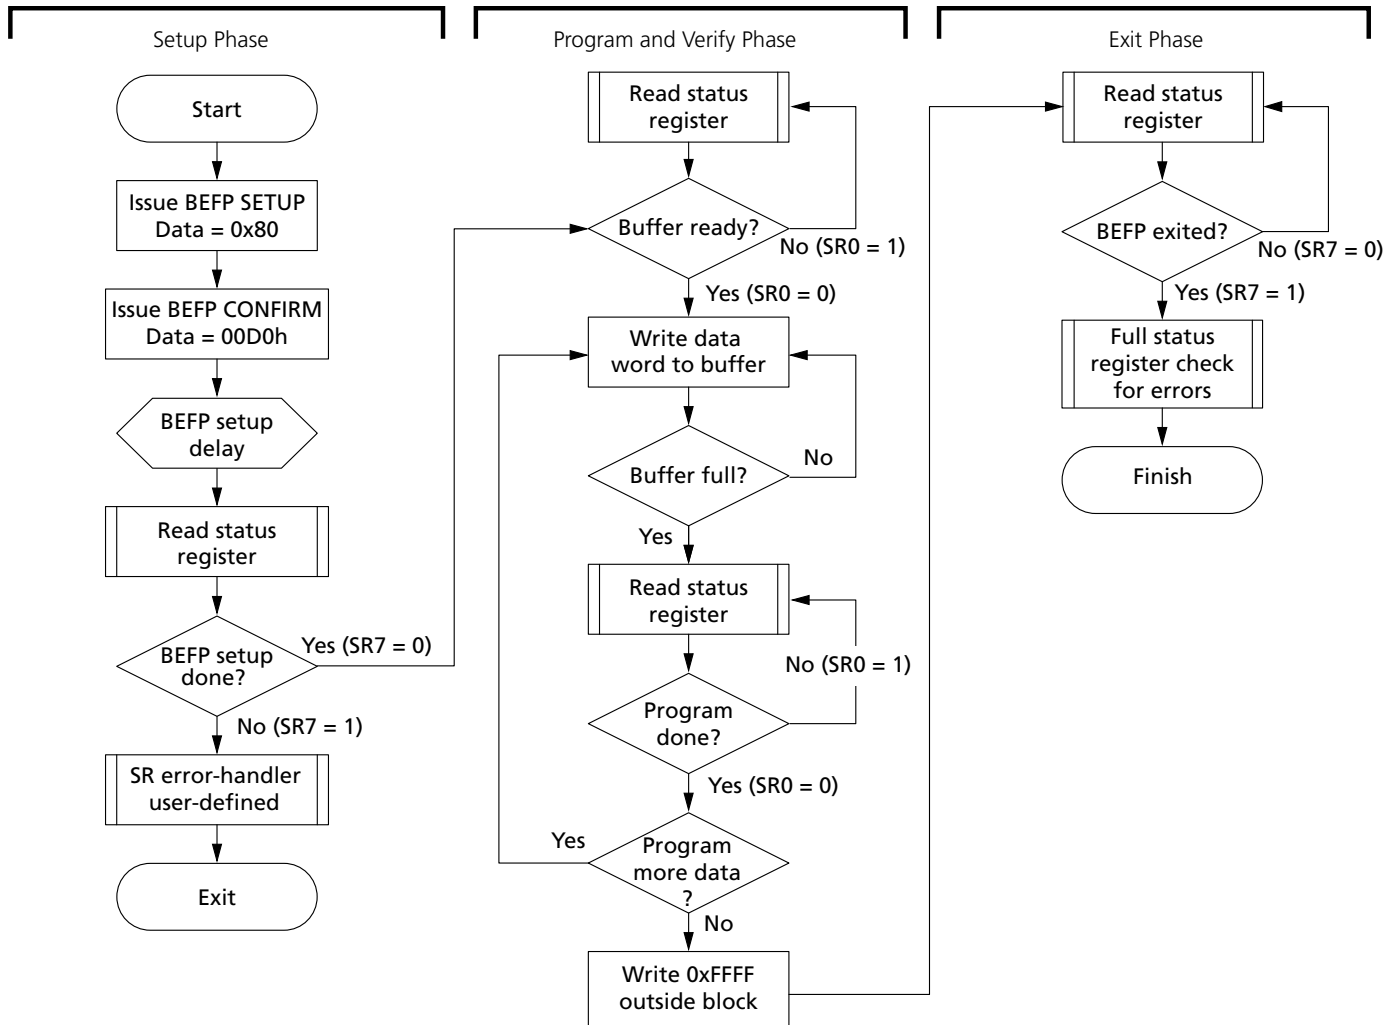 Setup Phase
Start
Issue BEFP SETUP
Data = 0x80
Issue BEFP CONFIRM
Data = 00D0h
BEFP setup
delay
Read status
register
BEFP setup
done?
Yes (SR7 = 0)
No (SR7 = 1)
SR error-handler
user-defined
Exit
Program and Verify Phase
Read status
register
Buffer ready?
No (SR0 = 1)
Yes (SR0 = 0)
Write data
word to buffer
Buffer full?
No
Yes
Read status
register
No (SR0 = 1)
Program
done?
Yes (SR0 = 0)
Program
more data
?
Yes
No
Write 0xFFFF
outside block
Exit Phase
Read status
register
BEFP exited?
No (SR7 = 0)
Yes (SR7 = 1)
Full status
register check
for errors
Finish